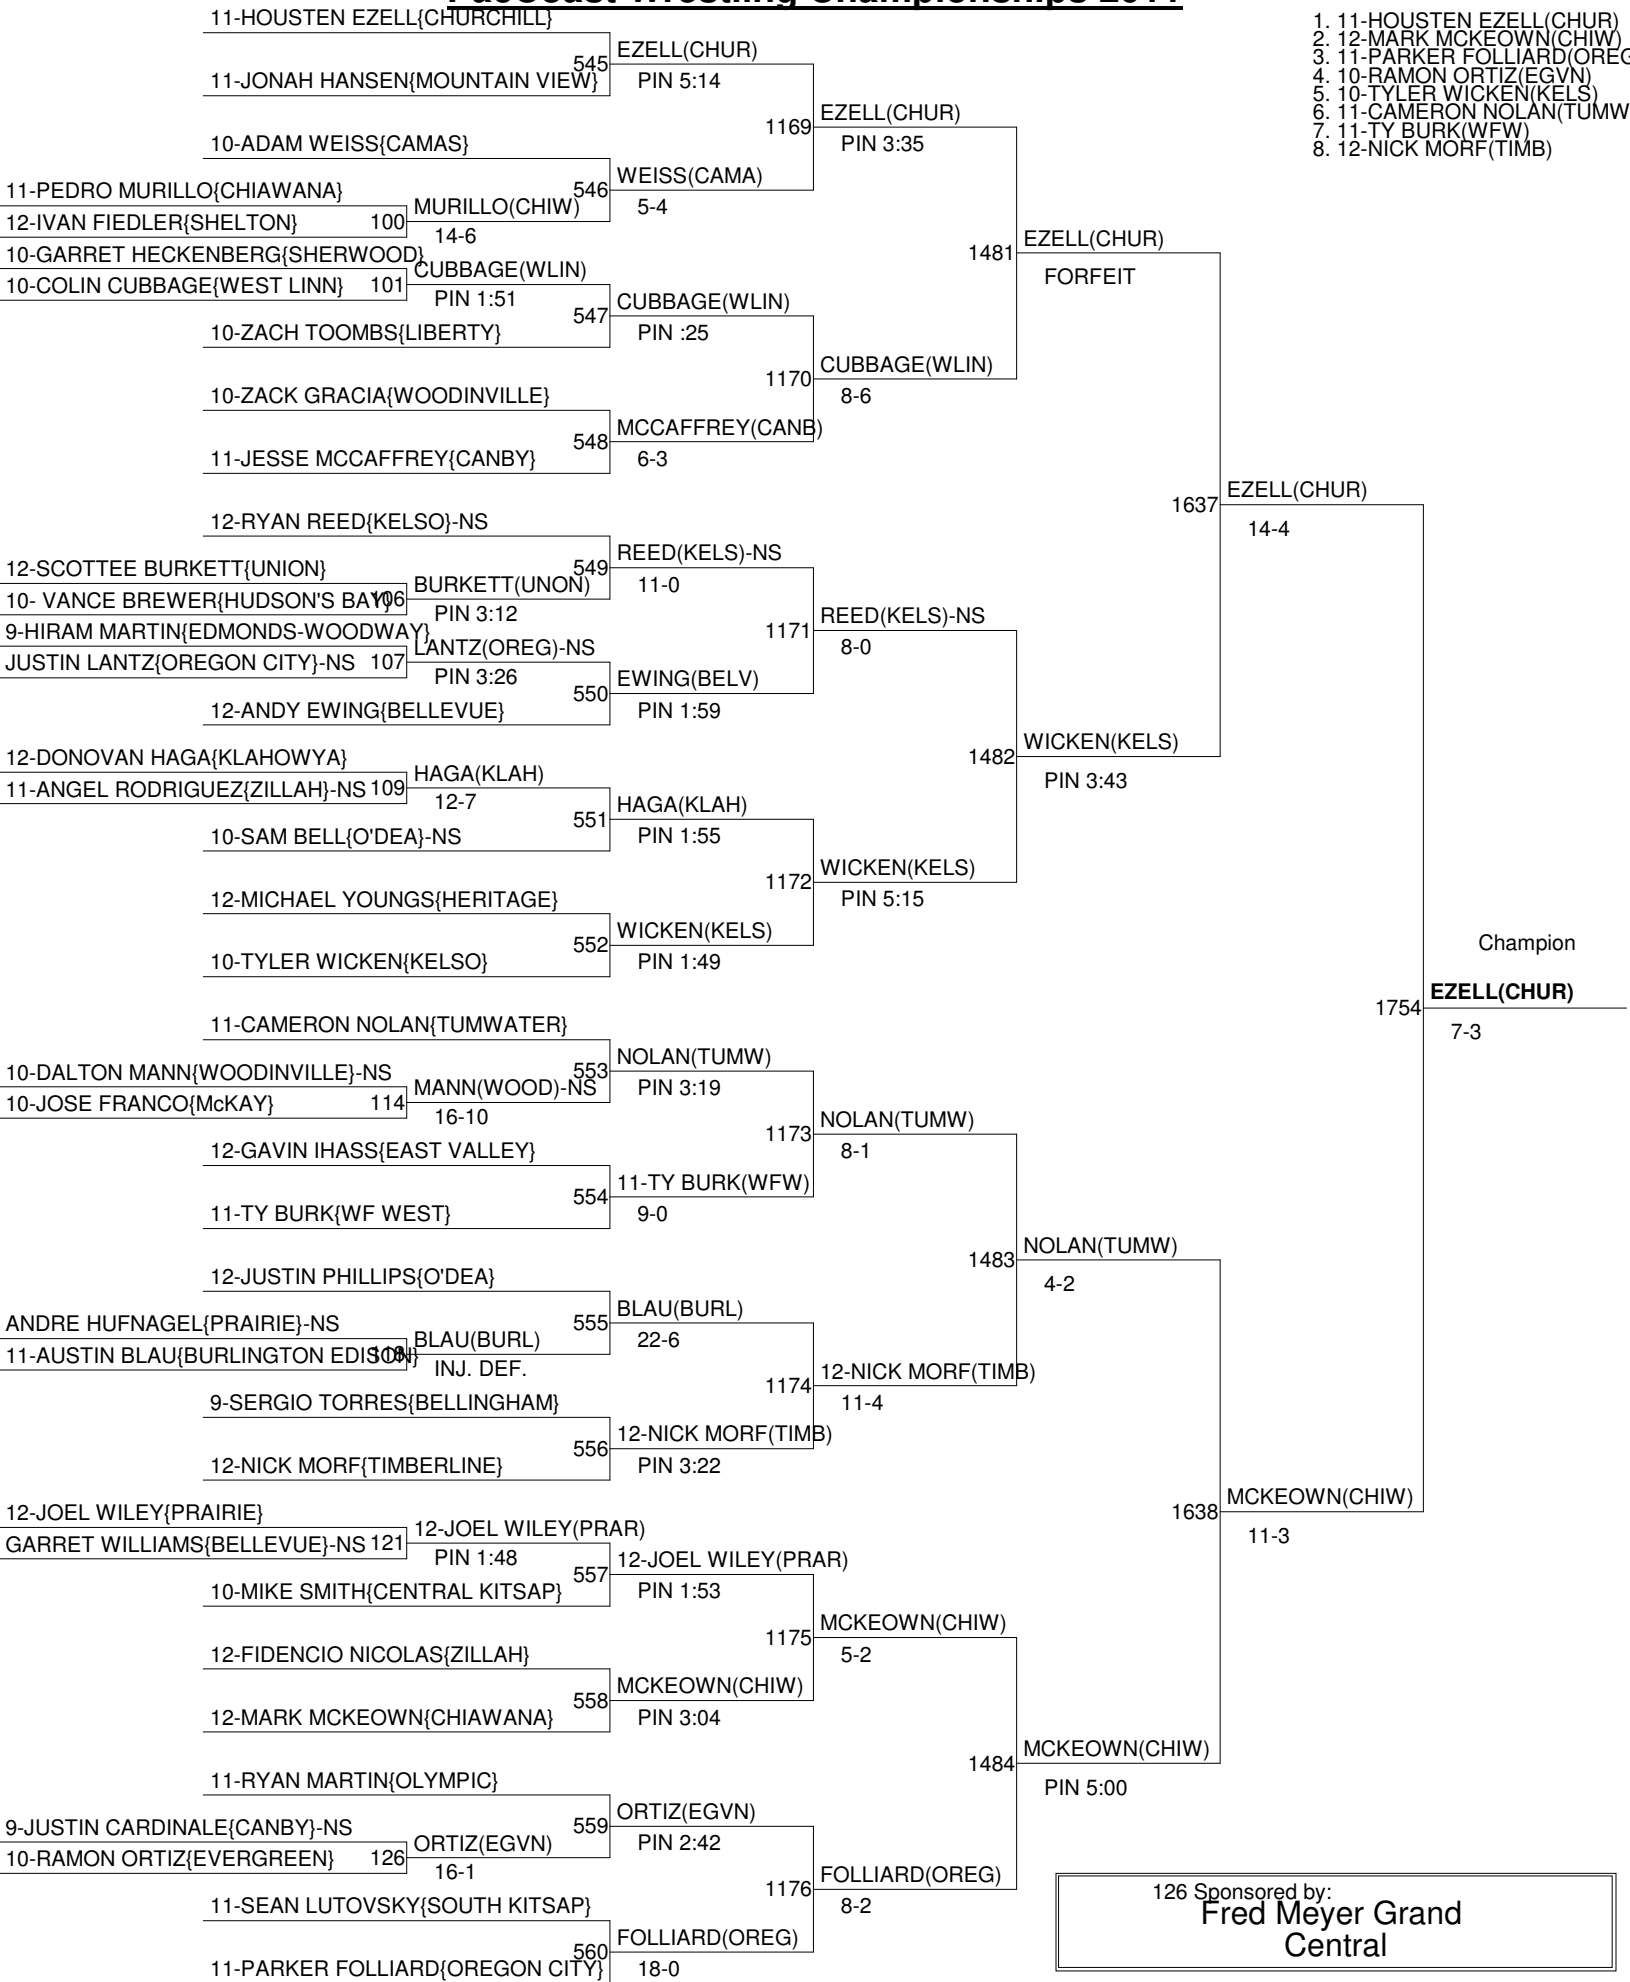 PacCoast Wrestling Championships 2011
11-HOUSTEN EZELL{CHURCHILL}
1. 11-HOUSTEN EZELL(CHUR)
2. 12-MARK MCKEOWN(CHIW)
3. 11-PARKER FOLLIARD(OREG
4. 10-RAMON ORTIZ(EGVN)
5. 10-TYLER WICKEN(KELS)
6. 11-CAMERON NOLAN(TUMW
7. 11-TY BURK(WFW)
8. 12-NICK MORF(TIMB)
545 EZELL(CHUR)
11-JONAH HANSEN{MOUNTAIN VIEW}
PIN 5:14
1169 EZELL(CHUR)
PIN 3:35
10-ADAM WEISS{CAMAS}
546 WEISS(CAMA)
5-4
11-PEDRO MURILLO{CHIAWANA}
12-IVAN FIEDLER{SHELTON} 100
MURILLO(CHIW)
14-6
1481 EZELL(CHUR)
FORFEIT
10-GARRET HECKENBERG{SHERWOOD}
10-COLIN CUBBAGE{WEST LINN} 101
CUBBAGE(WLIN)
PIN 1:51
547 CUBBAGE(WLIN)
PIN :25
10-ZACH TOOMBS{LIBERTY}
1170 CUBBAGE(WLIN)
8-6
10-ZACK GRACIA{WOODINVILLE}
548 MCCAFFREY(CANB)
6-3
11-JESSE MCCAFFREY{CANBY}
1637 EZELL(CHUR)
14-4
12-RYAN REED{KELSO}-NS
549 REED(KELS)-NS
11-0
12-SCOTTEE BURKETT{UNION}
10- VANCE BREWER{HUDSON'S BAY} 106
BURKETT(UNON)
PIN 3:12
1171 REED(KELS)-NS
8-0
9-HIRAM MARTIN{EDMONDS-WOODWAY}
JUSTIN LANTZ{OREGON CITY}-NS 107
LANTZ(OREG)-NS
PIN 3:26
550 EWING(BELV)
PIN 1:59
12-ANDY EWING{BELLEVUE}
1482 WICKEN(KELS)
PIN 3:43
12-DONOVAN HAGA{KLAHOWYA}
11-ANGEL RODRIGUEZ{ZILLAH}-NS 109
HAGA(KLAH)
12-7
551 HAGA(KLAH)
PIN 1:55
10-SAM BELL{O'DEA}-NS
1172 WICKEN(KELS)
PIN 5:15
12-MICHAEL YOUNGS{HERITAGE}
552 WICKEN(KELS)
PIN 1:49
10-TYLER WICKEN{KELSO}
Champion
1754 EZELL(CHUR)
7-3
11-CAMERON NOLAN{TUMWATER}
553 NOLAN(TUMW)
PIN 3:19
10-DALTON MANN{WOODINVILLE}-NS
10-JOSE FRANCO{McKAY} 114
MANN(WOOD)-NS
16-10
1173 NOLAN(TUMW)
8-1
12-GAVIN IHASS{EAST VALLEY}
554 11-TY BURK(WFW)
9-0
11-TY BURK{WF WEST}
1483 NOLAN(TUMW)
4-2
12-JUSTIN PHILLIPS{O'DEA}
555 BLAU(BURL)
22-6
ANDRE HUFNAGEL{PRAIRIE}-NS
11-AUSTIN BLAU{BURLINGTON EDISON} 118
BLAU(BURL)
INJ. DEF.
1174 12-NICK MORF(TIMB)
11-4
9-SERGIO TORRES{BELLINGHAM}
556 12-NICK MORF(TIMB)
PIN 3:22
12-NICK MORF{TIMBERLINE}
1638 MCKEOWN(CHIW)
11-3
12-JOEL WILEY{PRAIRIE}
GARRET WILLIAMS{BELLEVUE}-NS 121
12-JOEL WILEY(PRAR)
PIN 1:48
557 12-JOEL WILEY(PRAR)
PIN 1:53
10-MIKE SMITH{CENTRAL KITSAP}
1175 MCKEOWN(CHIW)
5-2
12-FIDENCIO NICOLAS{ZILLAH}
558 MCKEOWN(CHIW)
PIN 3:04
12-MARK MCKEOWN{CHIAWANA}
1484 MCKEOWN(CHIW)
PIN 5:00
11-RYAN MARTIN{OLYMPIC}
559 ORTIZ(EGVN)
PIN 2:42
9-JUSTIN CARDINALE{CANBY}-NS
10-RAMON ORTIZ{EVERGREEN} 126
ORTIZ(EGVN)
16-1
1176 FOLLIARD(OREG)
8-2
11-SEAN LUTOVSKY{SOUTH KITSAP}
560 FOLLIARD(OREG)
18-0
11-PARKER FOLLIARD{OREGON CITY}
126 Sponsored by:
Fred Meyer Grand
Central